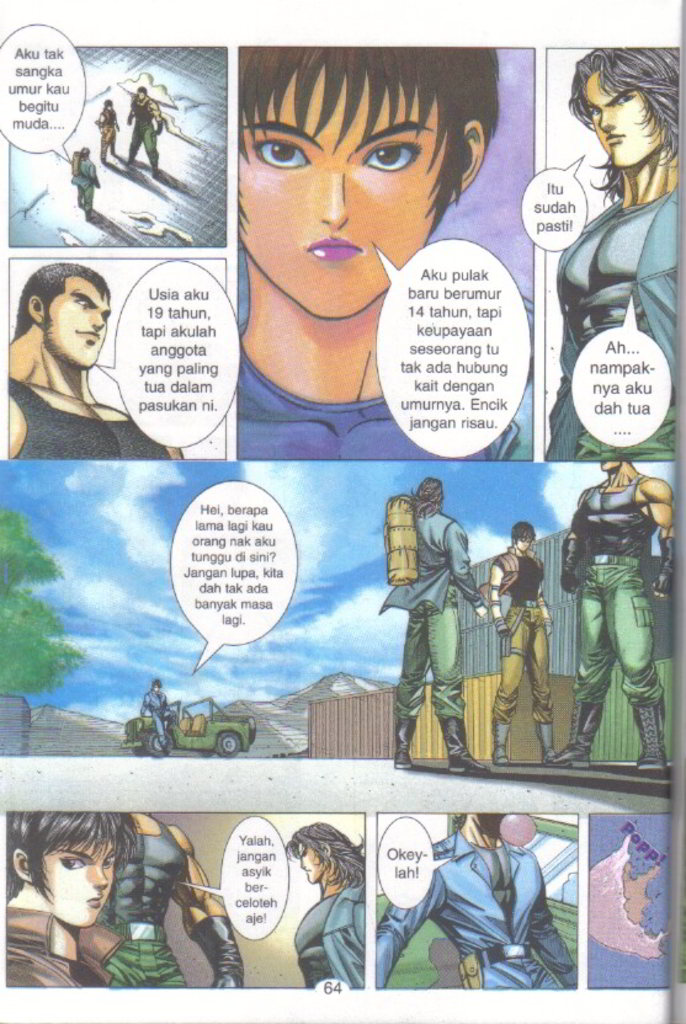 Aku tak
sangka
umur kau
begitu
muda....
Usia aku
19 tahun,
tapi akulah
anggota
yang paling
tua dalam
pasukan ni.
Aku pulak
baru berumur
14 tahun, tapi
keupayaan
seseorang tu
tak ada hubung
kait dengan
umurnya. Encik
jangan risau.
Itu
sudah
pasti!
Ah...
nampak-
nya aku
dah tua
....
Hei, berapa
lama lagi kau
orang nak aku
tunggu di sini?
Jangan lupa, kita
dah tak ada
banyak masa
lagi.
Yalah,
jangan
asyik
ber-
celoteh
aje!
Okey-
lah!
Popp!
64